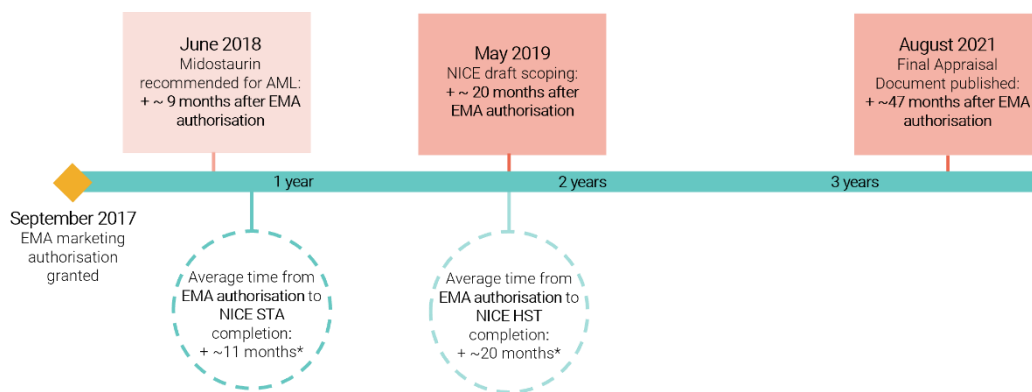 June 2018
Midostaurin
recommended for AML:
+ ~ 9 months after EMA
authorisation
May 2019
NICE draft scoping:
+ ~ 20 months after
EMA authorisation
August 2021
Final Appraisal
Document published:
+ ~47 months after EMA
authorisation
1 year
2 years
3 years
September 2017
EMA marketing
authorisation
granted
Average time from
EMA authorisation to
NICE STA
completion:
+ ~11 months*
Average time from
EMA authorisation to
NICE HST
completion:
+ ~20 months*